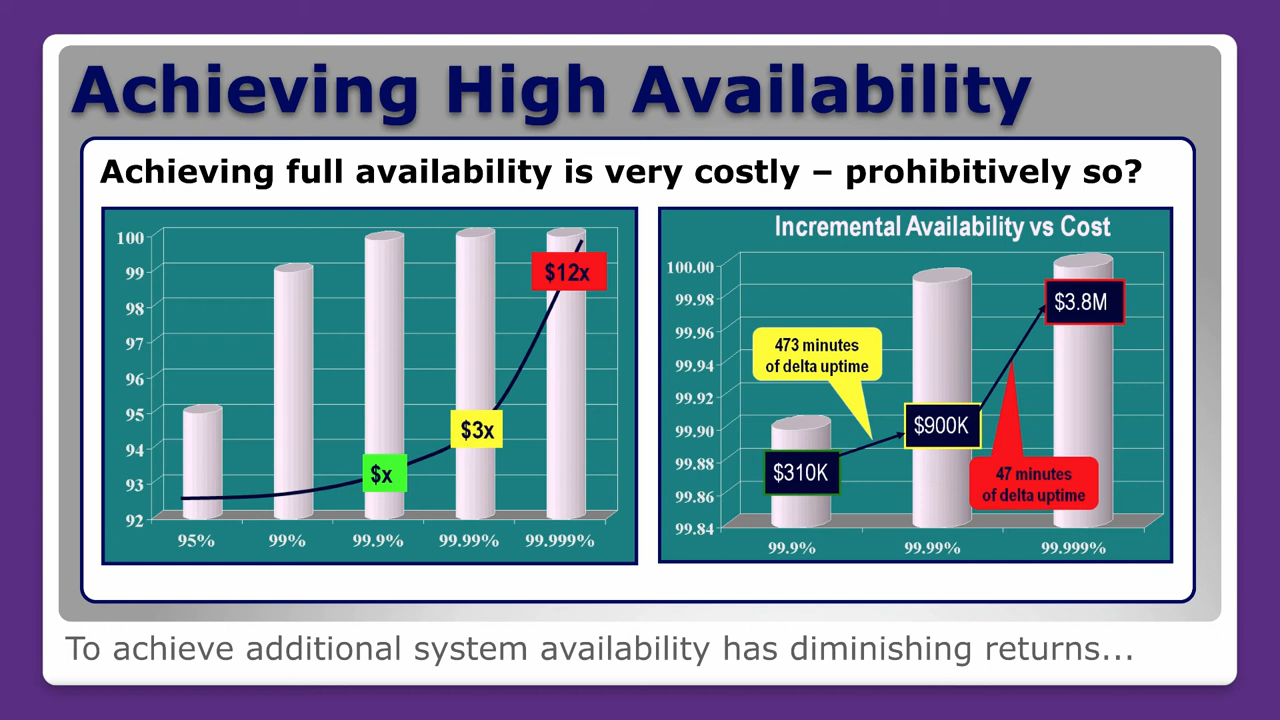 Achieving High Availability
Achieving full availability is very costly – prohibitively so?
100
99
98
97
96
95
94
93
92
$x
$3x
$12x
95%
99%
99.9%
99.99%
99.999%
Incremental Availability vs Cost
100.00
99.98
99.96
99.94
99.92
99.90
99.88
99.86
99.84
473 minutes
of delta uptime
$310K
$900K
$3.8M
47 minutes
of delta uptime
99.9%
99.99%
99.999%
To achieve additional system availability has diminishing returns...